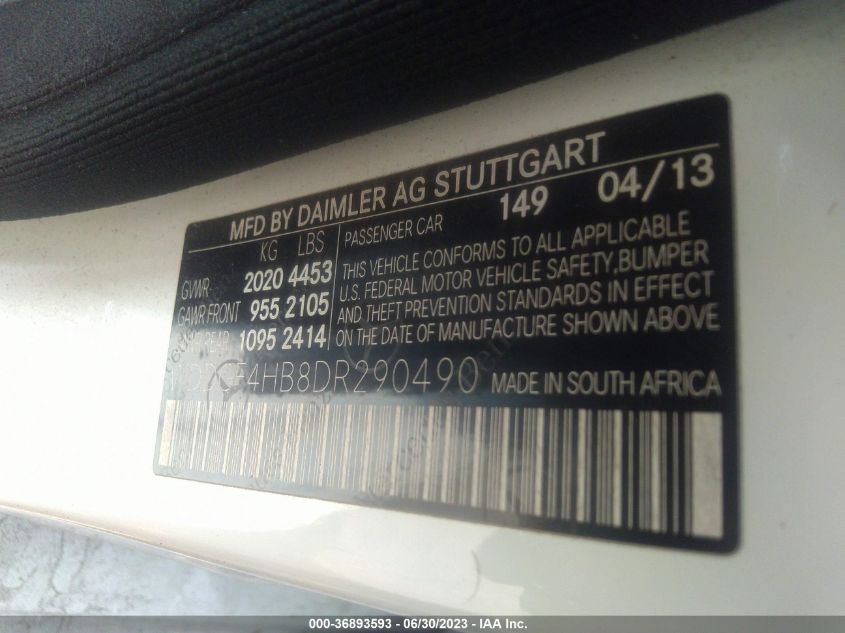 MFD BY DAIMLER AG STUTTGART
KG LBS
GVWR 2020 4453
GAWR FRONT 955 2105
REAR 1095 2414
PASSENGER CAR 149 04/13
THIS VEHICLE CONFORMS TO ALL APPLICABLE
U.S. FEDERAL MOTOR VEHICLE SAFETY, BUMPER
AND THEFT PREVENTION STANDARDS IN EFFECT
ON THE DATE OF MANUFACTURE SHOWN ABOVE
MADE IN SOUTH AFRICA
000-36893593 / 06/30/2023 - IAA Inc.